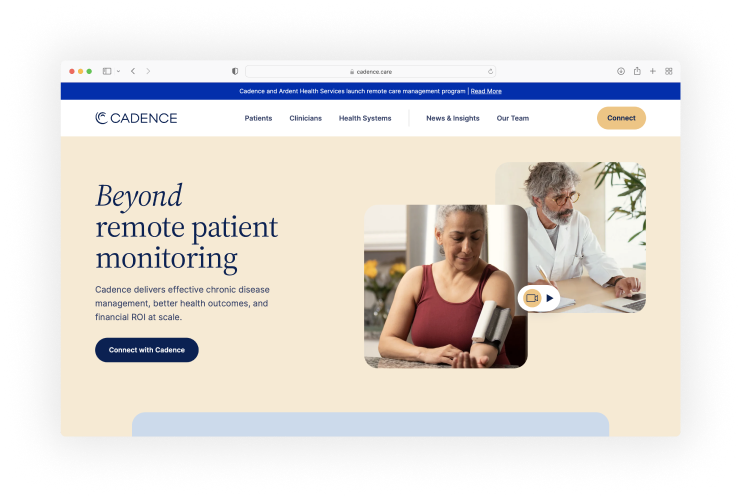 cadence.care
Cadence and Ardent Health Services launch remote care management program | Read More
CADENCE Patients Clinicians Health Systems News & Insights Our Team Connect
Beyond
remote patient
monitoring
Cadence delivers effective chronic disease
management, better health outcomes, and
financial ROI at scale.
Connect with Cadence